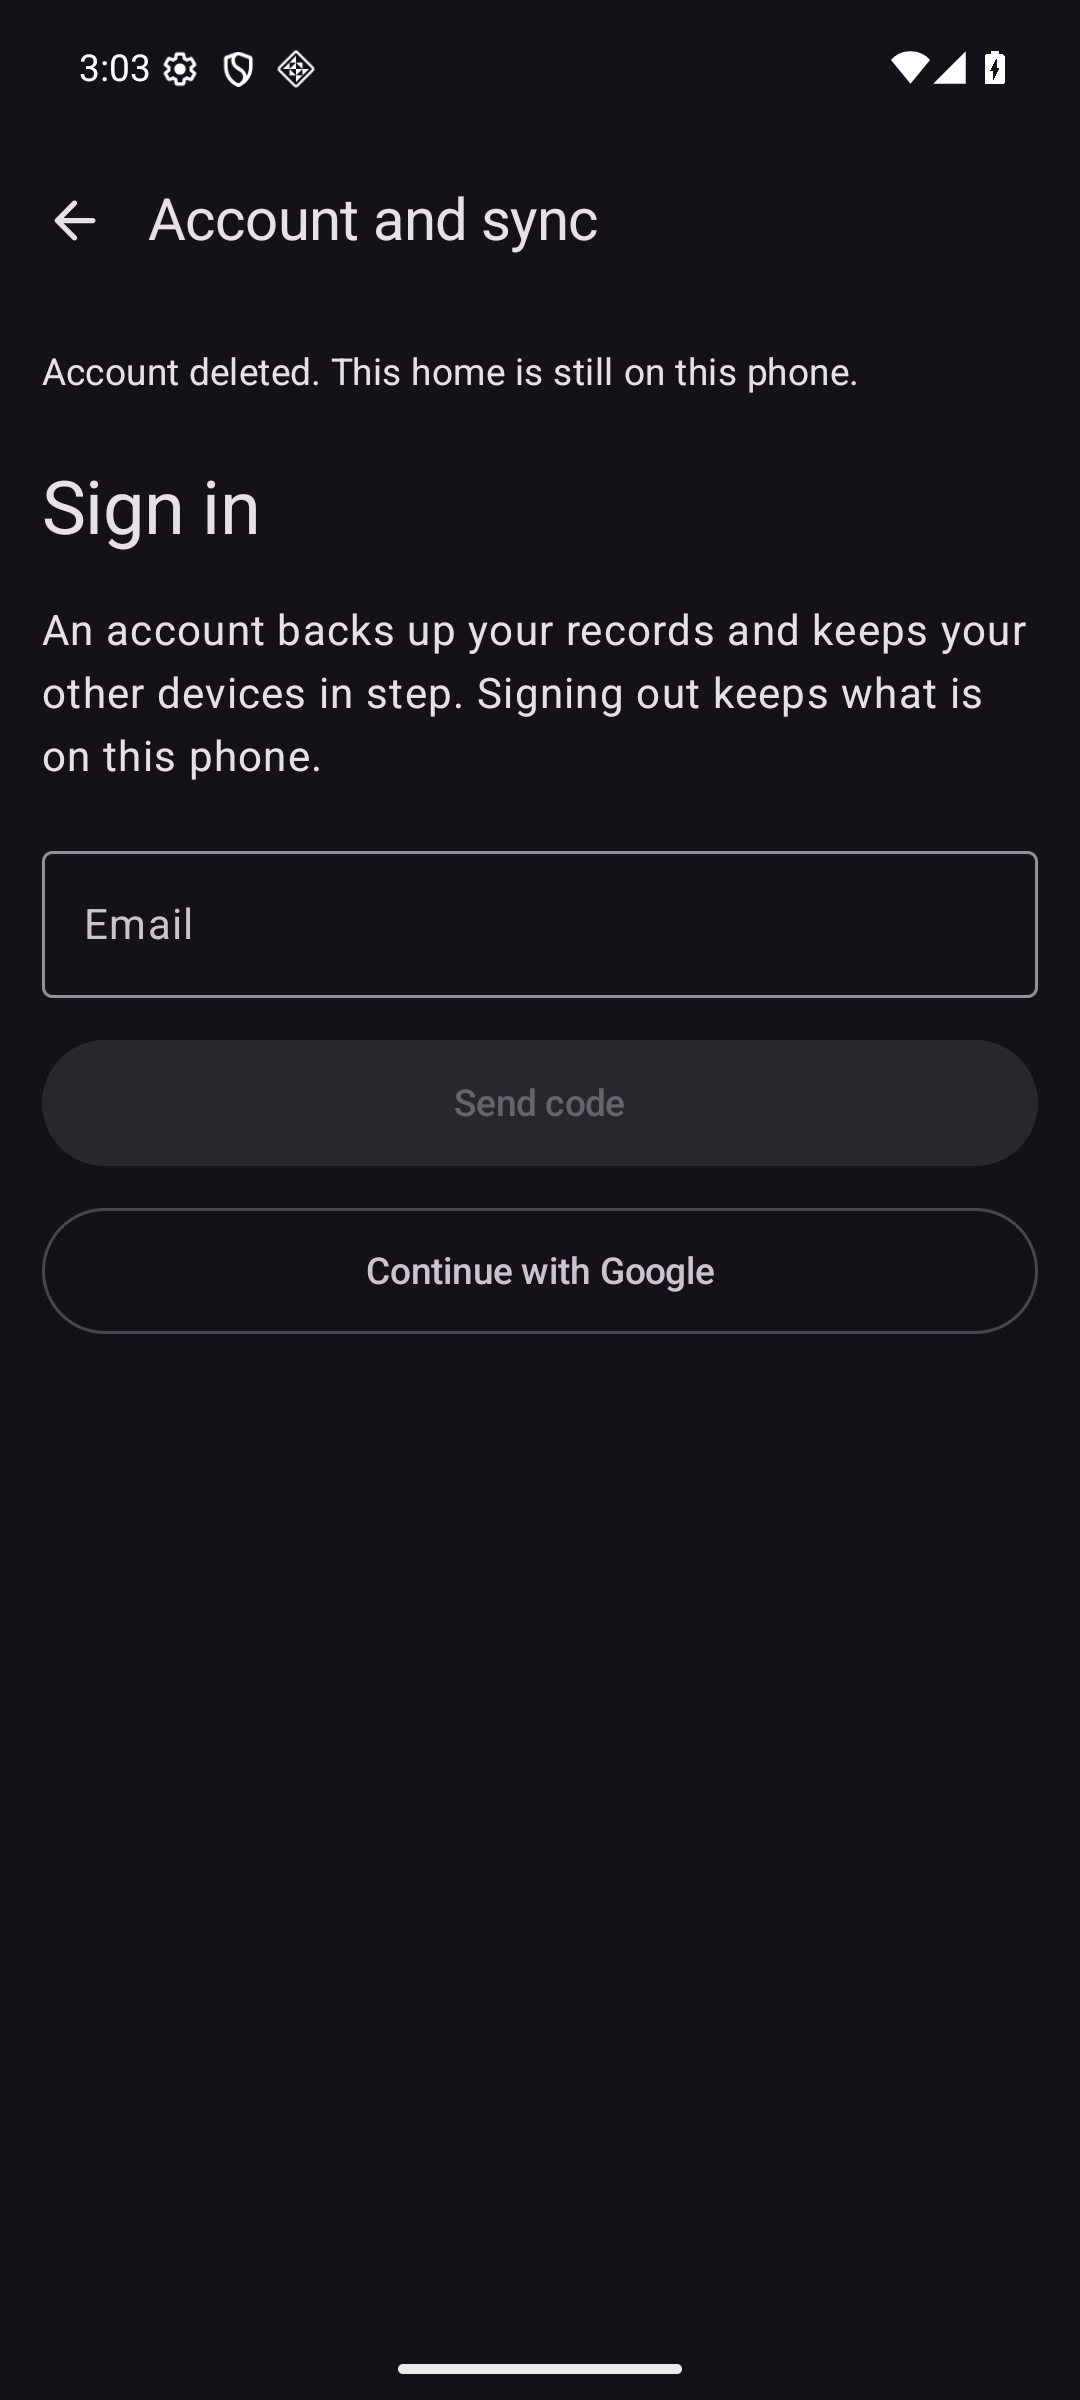 3:03
Account and sync
Account deleted. This home is still on this phone.
Sign in
An account backs up your records and keeps your
other devices in step. Signing out keeps what is
on this phone.
Email
Send code
Continue with Google